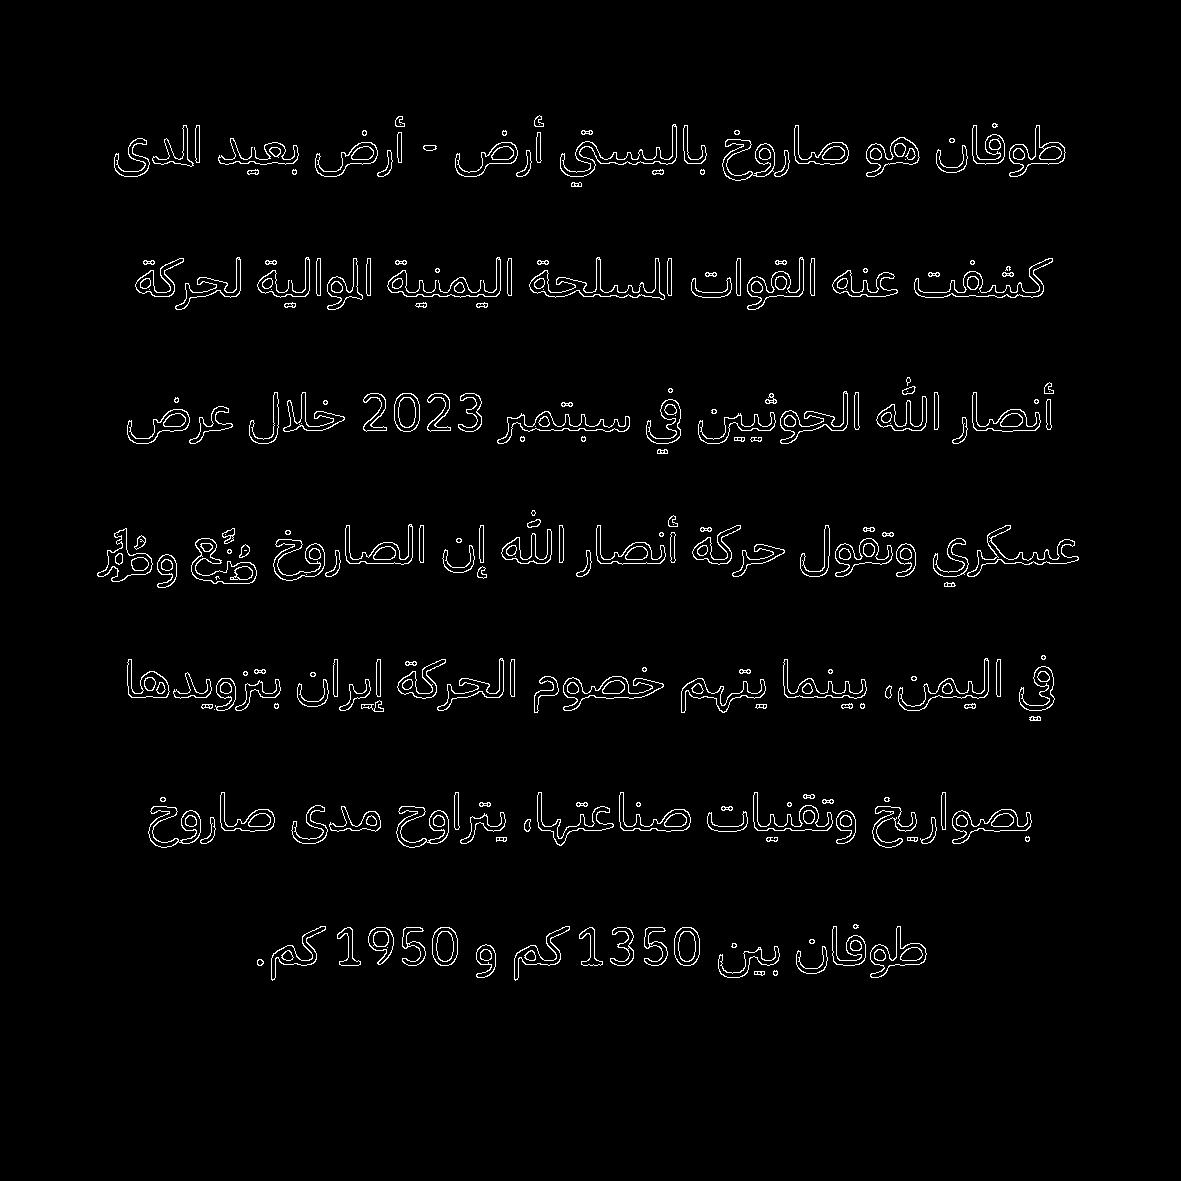 طوفان هو صاروخ باليستي أرض - أرض بعيد المدى
كشفت عنه القوات المسلحة اليمنية الموالية لحركة
أنصار الله الحوثيين في سبتمبر 2023 خلال عرض
عسكري وتقول حركة أنصار الله إن الصاروخ صُنِّع وطُوِّر
في اليمن، بينما يتهم خصوم الحركة إيران بتزويدها
بصواريخ وتقنيات صناعتها، يتراوح مدى صاروخ
طوفان بين 1350 كم و 1950 كم.